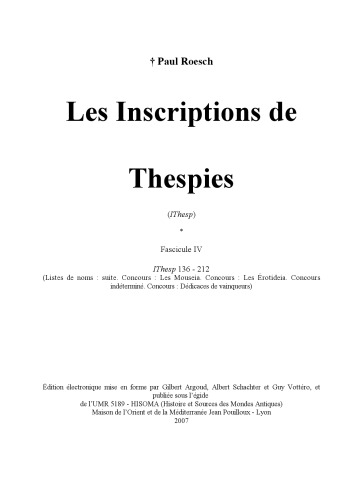 † Paul Roesch
Les Inscriptions de
Thespies
(IThesp)
*
Fascicule IV
IThesp 136 - 212
(Listes de noms : suite. Concours : Les Mouseia. Concours : Les Érotideia. Concours
indéterminé. Concours : Dédicaces de vainqueurs)
Édition électronique mise en forme par Gilbert Argoud, Albert Schachter et Guy Vottéro, et
publiée sous l'égide
de l'UMR 5189 - HISOMA (Histoire et Sources des Mondes Antiques)
Maison de l'Orient et de la Méditerranée Jean Pouilloux - Lyon
2007